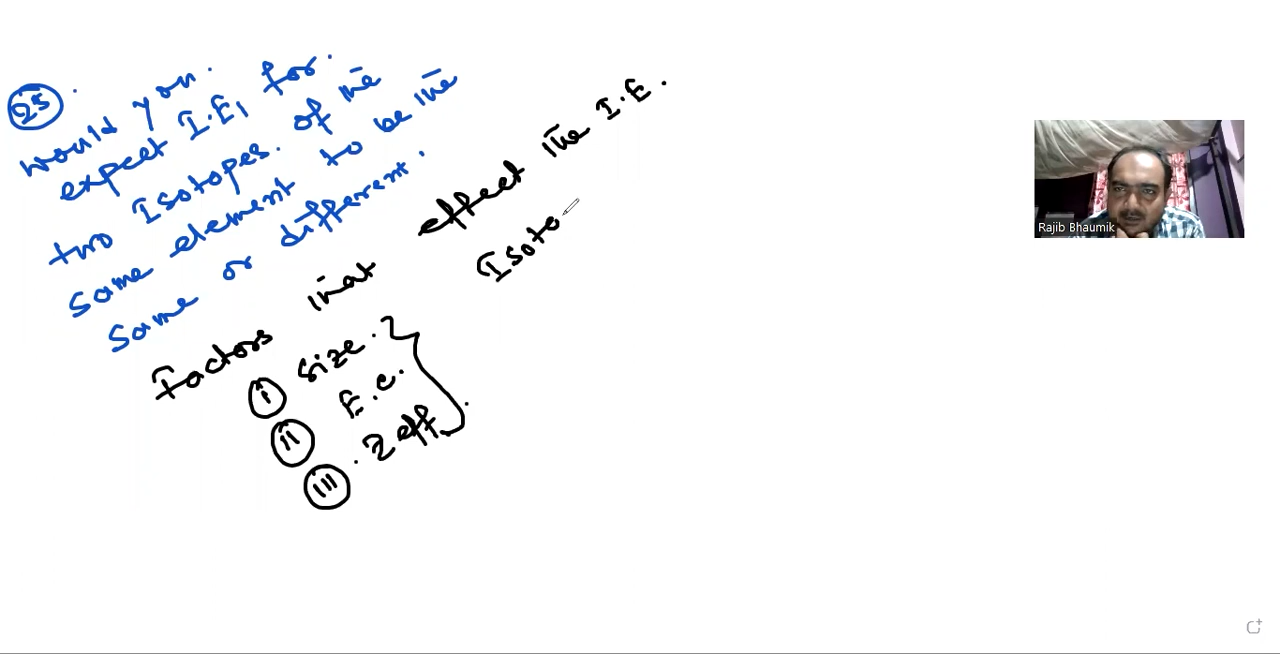 25.
would you.
expect I.E1 for.
two Isotopes. of the
same element to be the
same or different.
Factors that effect the I.E.
i size.
ii E.C.
iii. Zeff
Isoto
Rajib Bhaumik